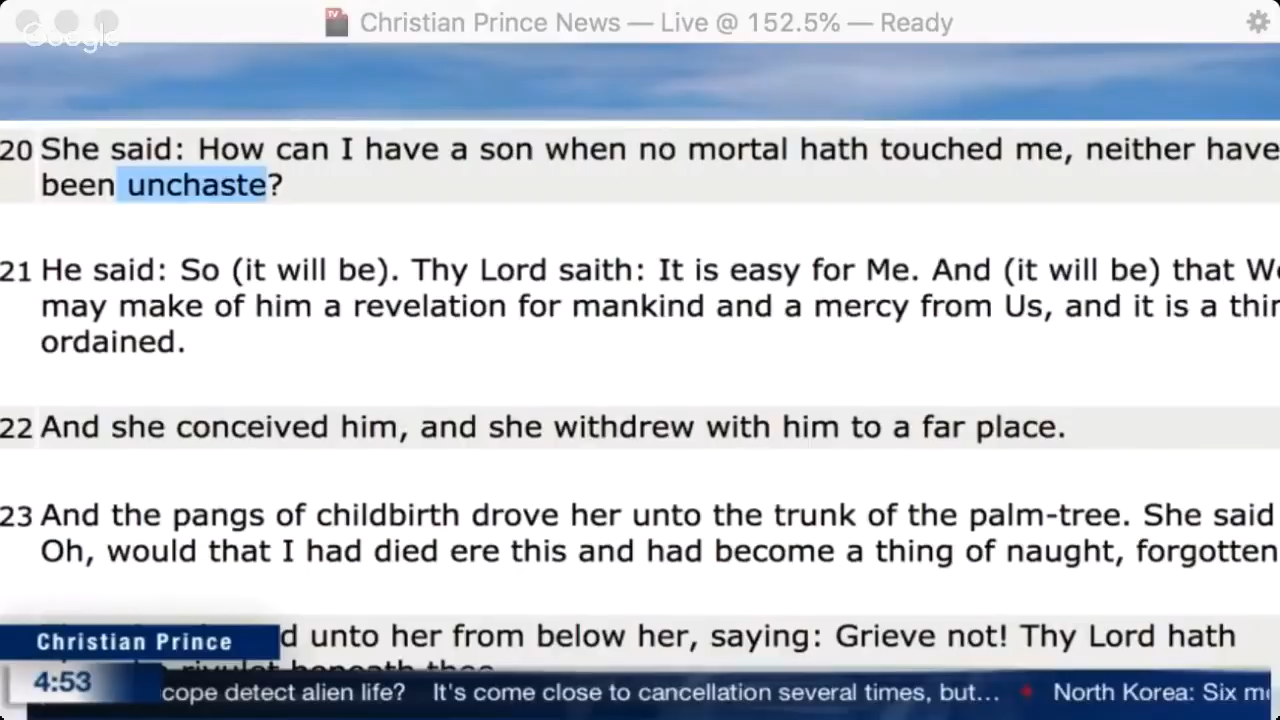 Christian Prince News — Live @ 152.5% — Ready
Google
20 She said: How can I have a son when no mortal hath touched me, neither have
been unchaste?
21 He said: So (it will be). Thy Lord saith: It is easy for Me. And (it will be) that We
may make of him a revelation for mankind and a mercy from Us, and it is a thin
ordained.
22 And she conceived him, and she withdrew with him to a far place.
23 And the pangs of childbirth drove her unto the trunk of the palm-tree. She said
Oh, would that I had died ere this and had become a thing of naught, forgotten
d unto her from below her, saying: Grieve not! Thy Lord hath
rivulet beneath thee
Christian Prince
4:53
cope detect alien life? It's come close to cancellation several times, but... • North Korea: Six m